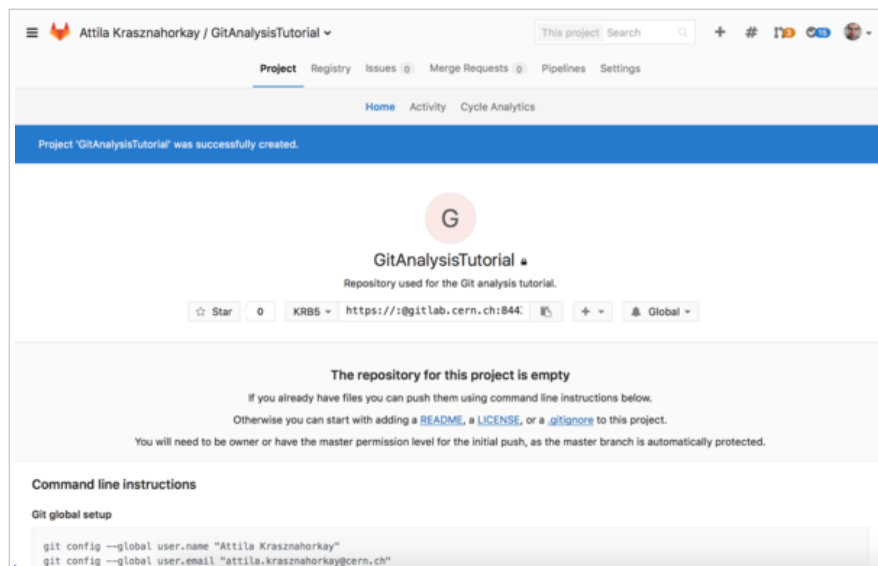 Attila Krasznahorkay / GitAnalysisTutorial
This project Search
Project Registry Issues 0 Merge Requests 0 Pipelines Settings
Home Activity Cycle Analytics
Project 'GitAnalysisTutorial' was successfully created.
G
GitAnalysisTutorial
Repository used for the Git analysis tutorial.
Star 0 KRB5 https://:@gitlab.cern.ch:844 + Global
The repository for this project is empty
If you already have files you can push them using command line instructions below.
Otherwise you can start with adding a README, a LICENSE, or a .gitignore to this project.
You will need to be owner or have the master permission level for the initial push, as the master branch is automatically protected.
Command line instructions
Git global setup
git config --global user.name "Attila Krasznahorkay"
git config --global user.email "attila.krasznahorkay@cern.ch"